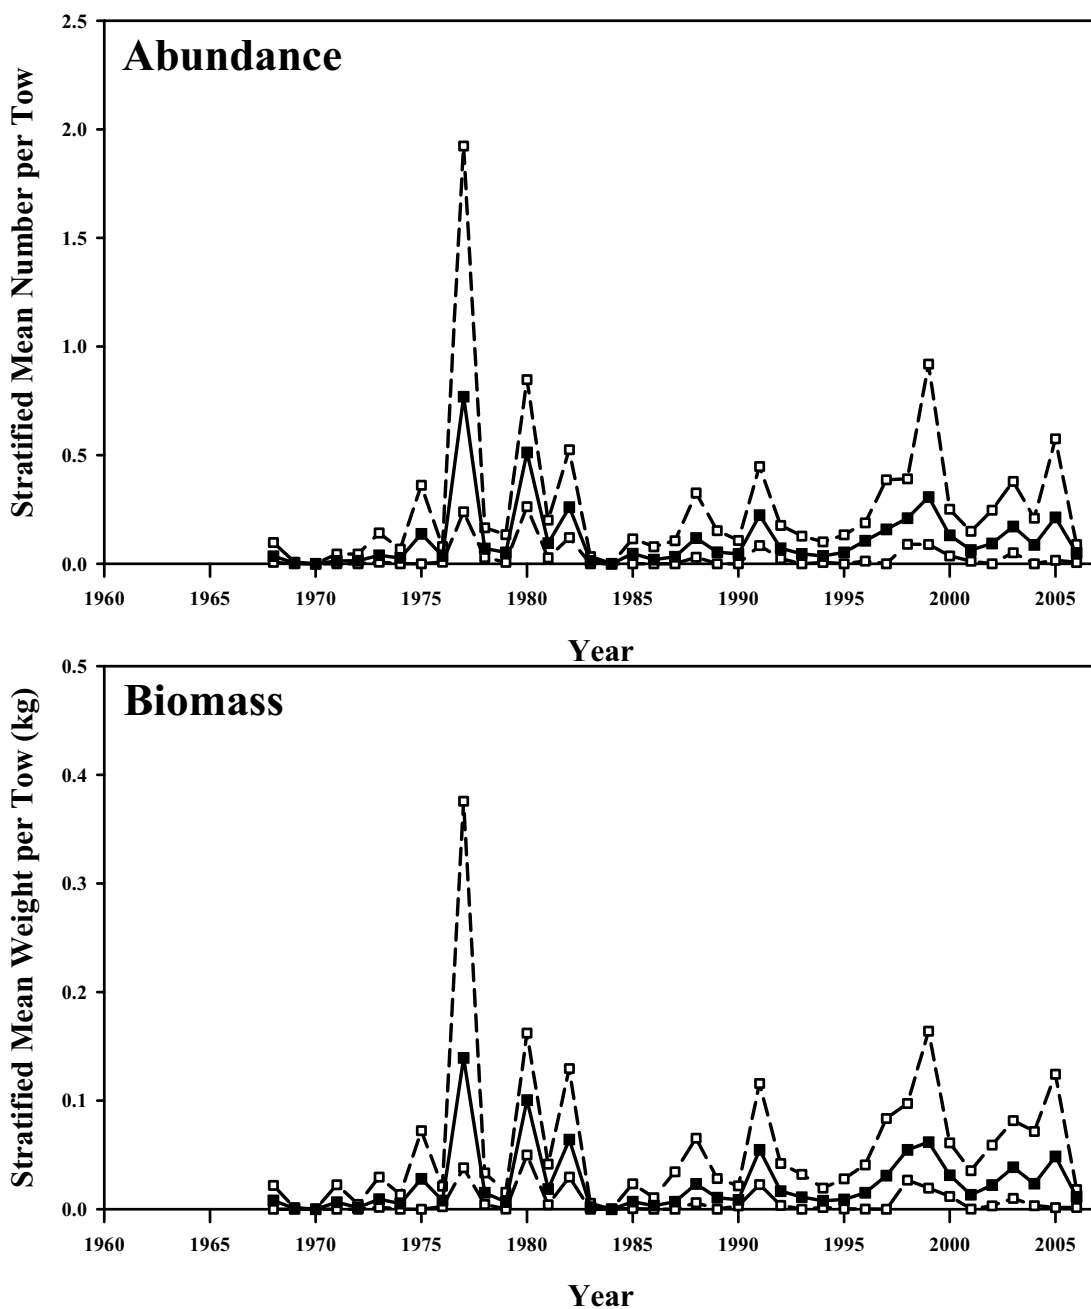 Abundance
Stratified Mean Number per Tow
2.5
2.0
1.5
1.0
0.5
0.0
1960 1965 1970 1975 1980 1985 1990 1995 2000 2005
Year
Biomass
Stratified Mean Weight per Tow (kg)
0.5
0.4
0.3
0.2
0.1
0.0
1960 1965 1970 1975 1980 1985 1990 1995 2000 2005
Year